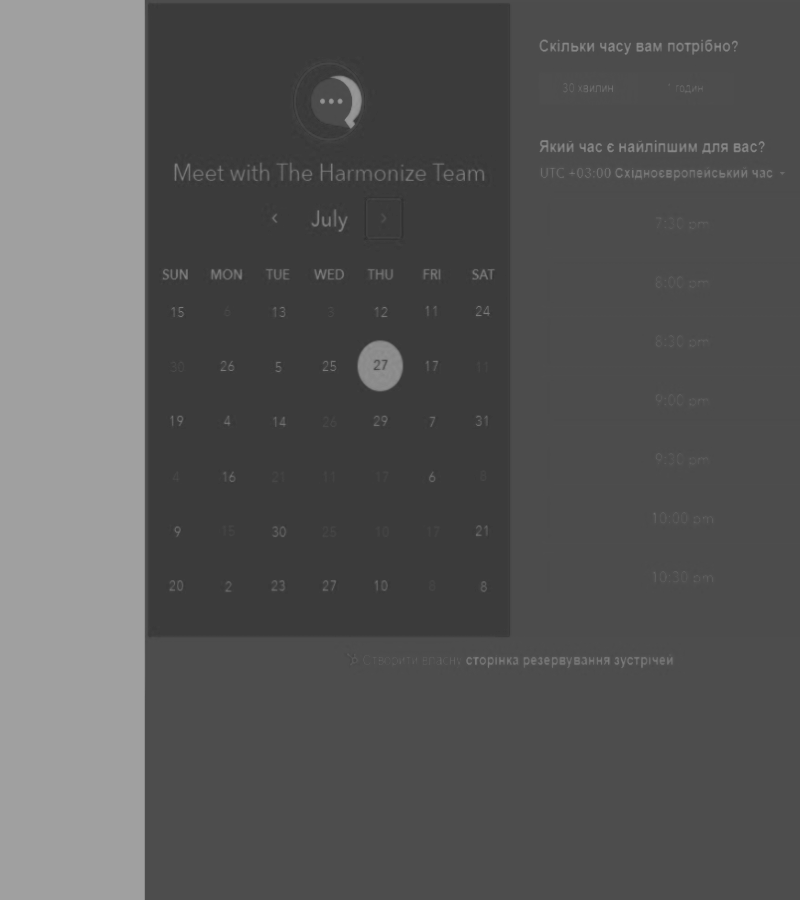 Meet with The Harmonize Team
July
SUN MON TUE WED THU FRI SAT
15 13 3 12 11 24
30 26 5 25 27 17 11
19 4 14 26 29 7 31
4 16 21 11 17 6 8
9 15 30 25 10 17 21
20 2 23 27 10 8
Скільки часу вам потрібно?
30 хвилин 1 годин
Який час є найліпшим для вас?
UTC +03:00 Східноєвропейський час
7:30 pm
8:00 pm
8:30 pm
9:00 pm
9:30 pm
10:00 pm
10:30 pm
Створити власну сторінка резервування зустрічей